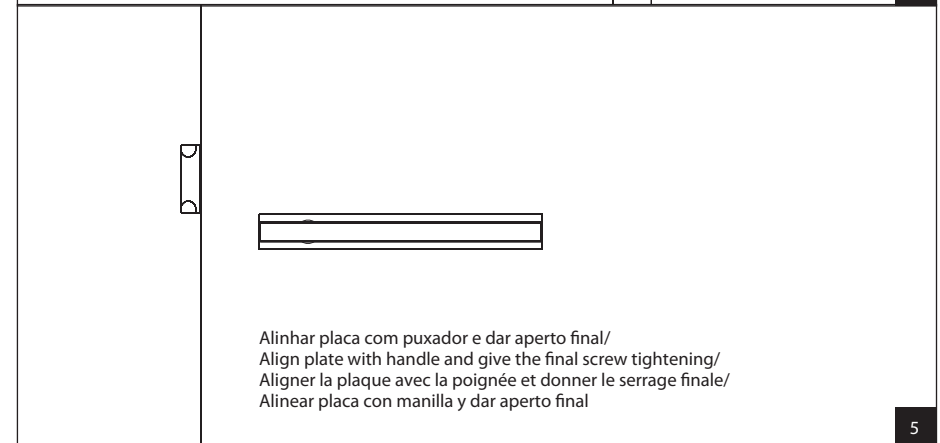 Alinhar placa com puxador e dar aperto final/
Align plate with handle and give the final screw tightening/
Aligner la plaque avec la poignée et donner le serrage finale/
Alinear placa con manilla y dar aperto final
5